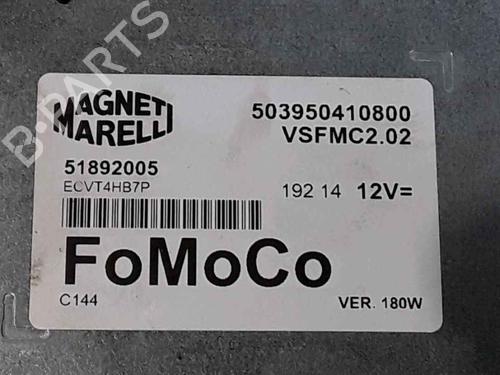 B-PARTS
MAGNETI
MARELLI
503950410800
VSFMC2.02
51892005
ECVT4HB7P
192 14 12V=
FoMoCo
C144
VER. 180W